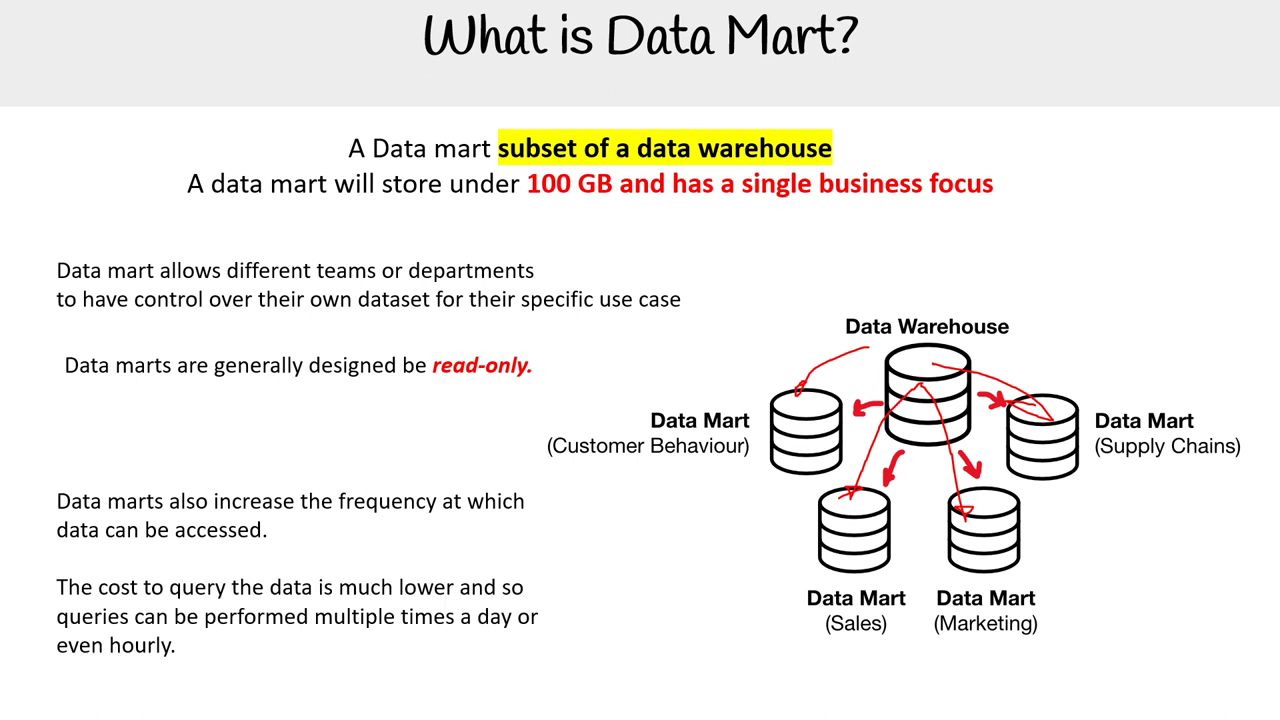 What is Data Mart?
A Data mart subset of a data warehouse
A data mart will store under 100 GB and has a single business focus
Data mart allows different teams or departments
to have control over their own dataset for their specific use case
Data marts are generally designed be read-only.
Data marts also increase the frequency at which
data can be accessed.
The cost to query the data is much lower and so
queries can be performed multiple times a day or
even hourly.
Data Warehouse
Data Mart
(Customer Behaviour)
Data Mart
(Supply Chains)
Data Mart
(Sales)
Data Mart
(Marketing)